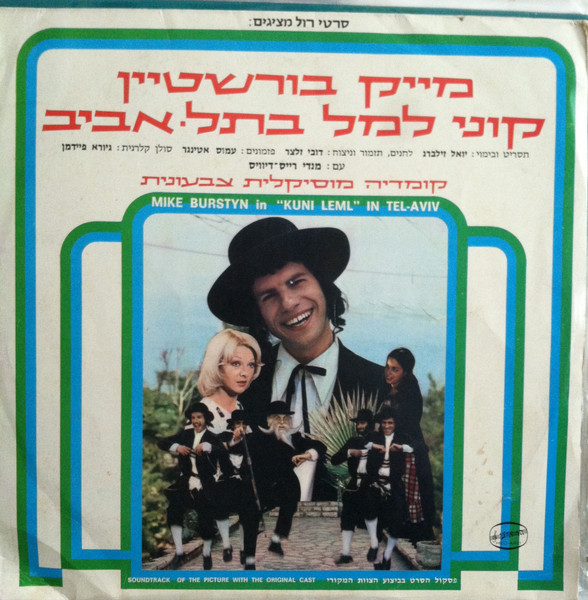 סרטי רול מציגים:
מייק בורשטיין
קוני למל בתל.אביב
תסריט ובימוי: יואל זילברג לחנים, תזמור וניצוח: דובי זלצר פזמונים: עמוס אטינגר סולן קלרנית: גיורא פיידמן
עם: מנדי רייס־דיוויס
קומדיה מוסיקלית צבעונית
MIKE BURSTYN in "KUNI LEML" IN TEL-AVIV
SOUNDTRACK OF THE PICTURE WITH THE ORIGINAL CAST פסקול הסרט בביצוע הצוות המקורי